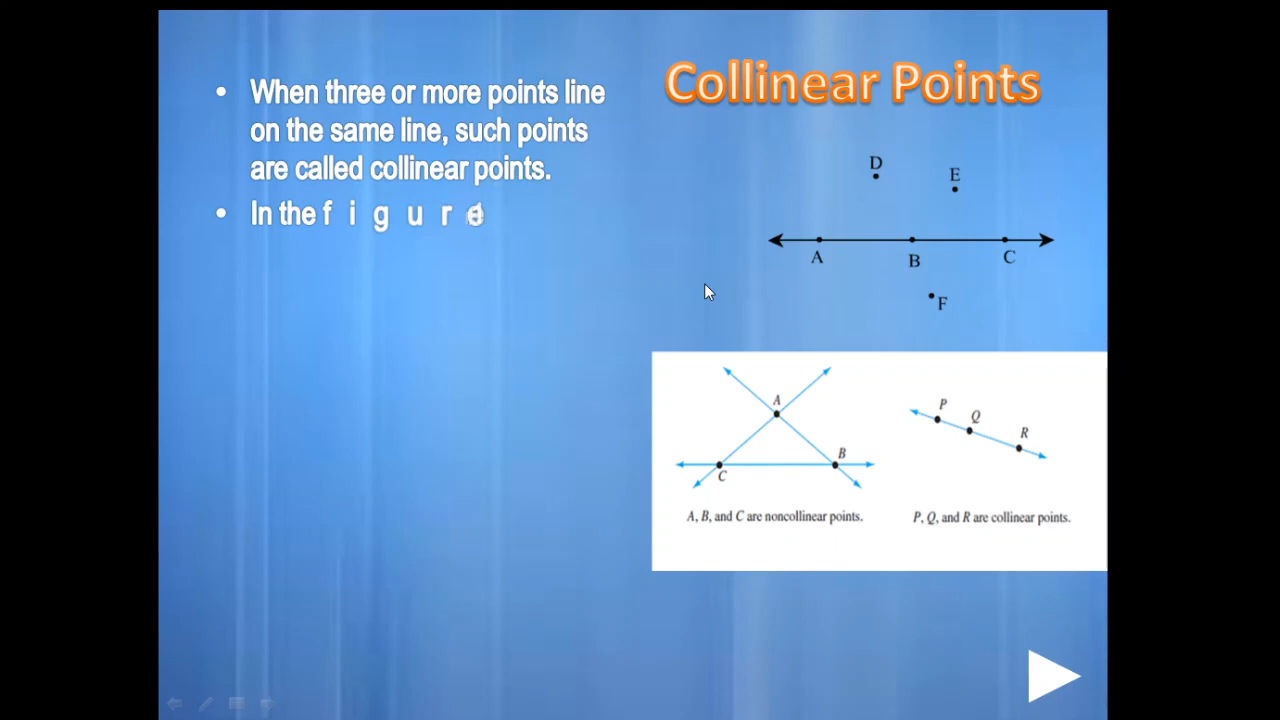 Collinear Points
• When three or more points line
on the same line, such points
are called collinear points.
• In the figure
D
E
A
B
C
F
A
B
C
P
Q
R
A, B, and C are noncollinear points.
P, Q, and R are collinear points.